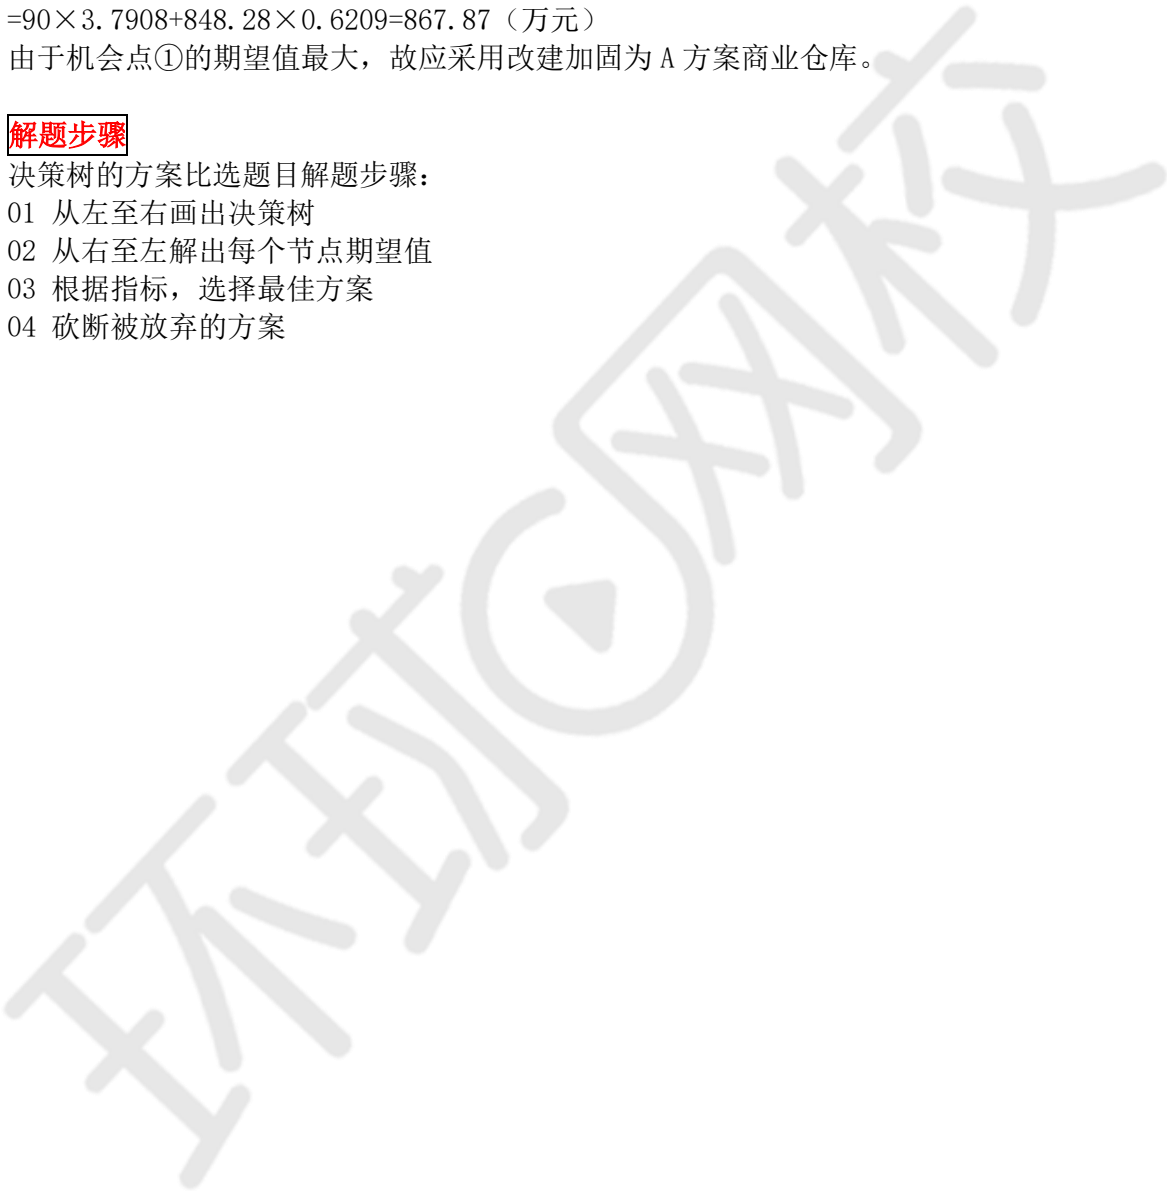 =90×3.7908+848.28×0.6209=867.87（万元）
由于机会点①的期望值最大，故应采用改建加固为 A 方案商业仓库。
解题步骤
决策树的方案比选题目解题步骤：
01 从左至右画出决策树
02 从右至左解出每个节点期望值
03 根据指标，选择最佳方案
04 砍断被放弃的方案
环球网校